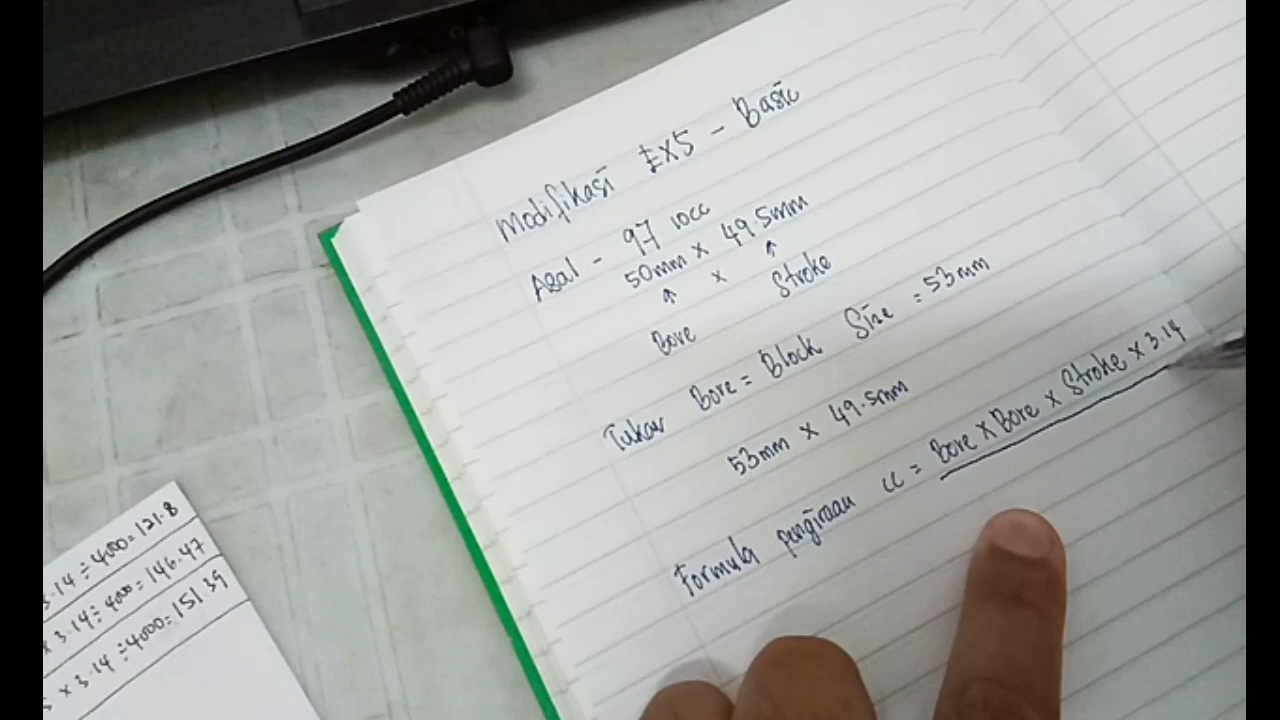 Modifikasi EX5 - Basic
Asal - 97.10cc
50mm x 49.5mm
↑ x ↑
Bore Stroke
Tukar Bore = Block Size = 53mm
53mm x 49.5mm
Formula pengiraan cc = Bore x Bore x Stroke x 3.14
3.14 ÷ 4000 = 121.8
x 3.14 ÷ 4000 = 146.47
x 3.14 ÷ 4000 = 151.39